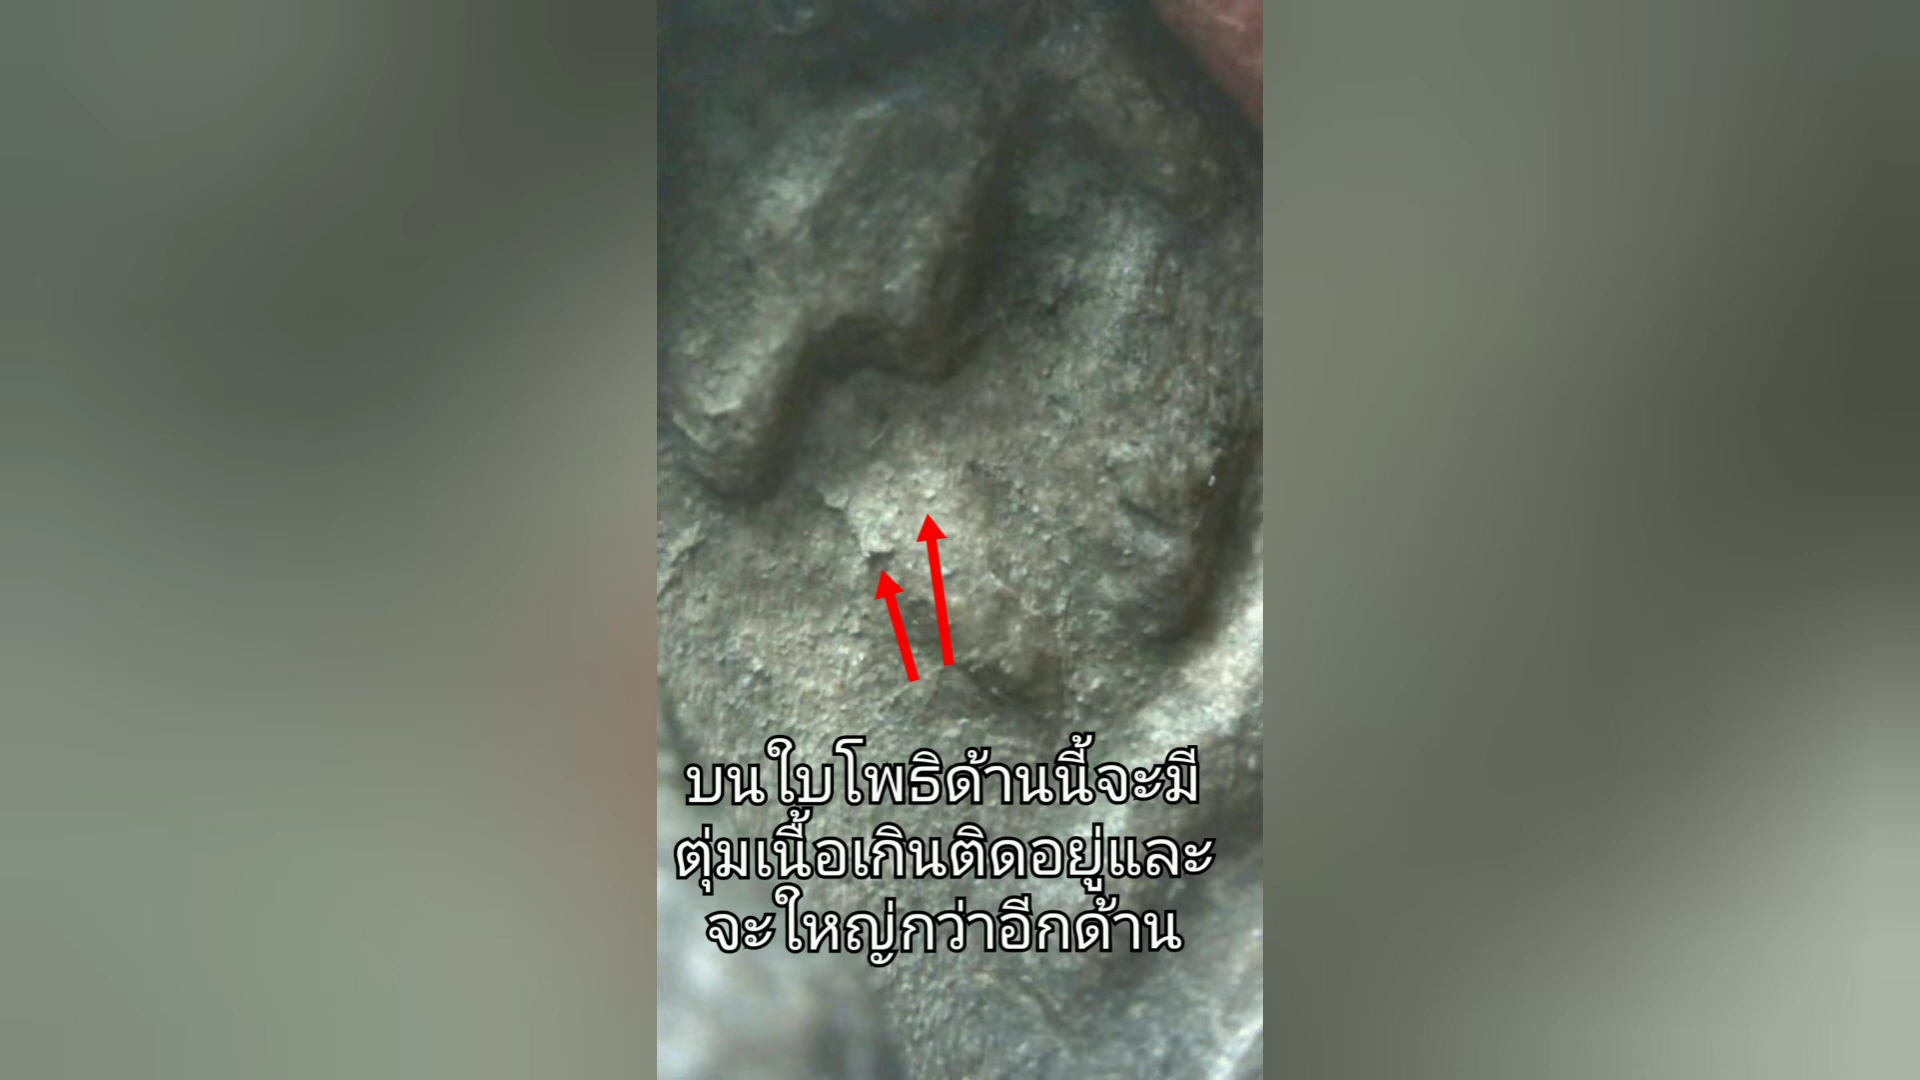 บนใบโพธิด้านนี้จะมี
ตุ่มเนื้อเกินติดอยู่และ
จะใหญ่กว่าอีกด้าน